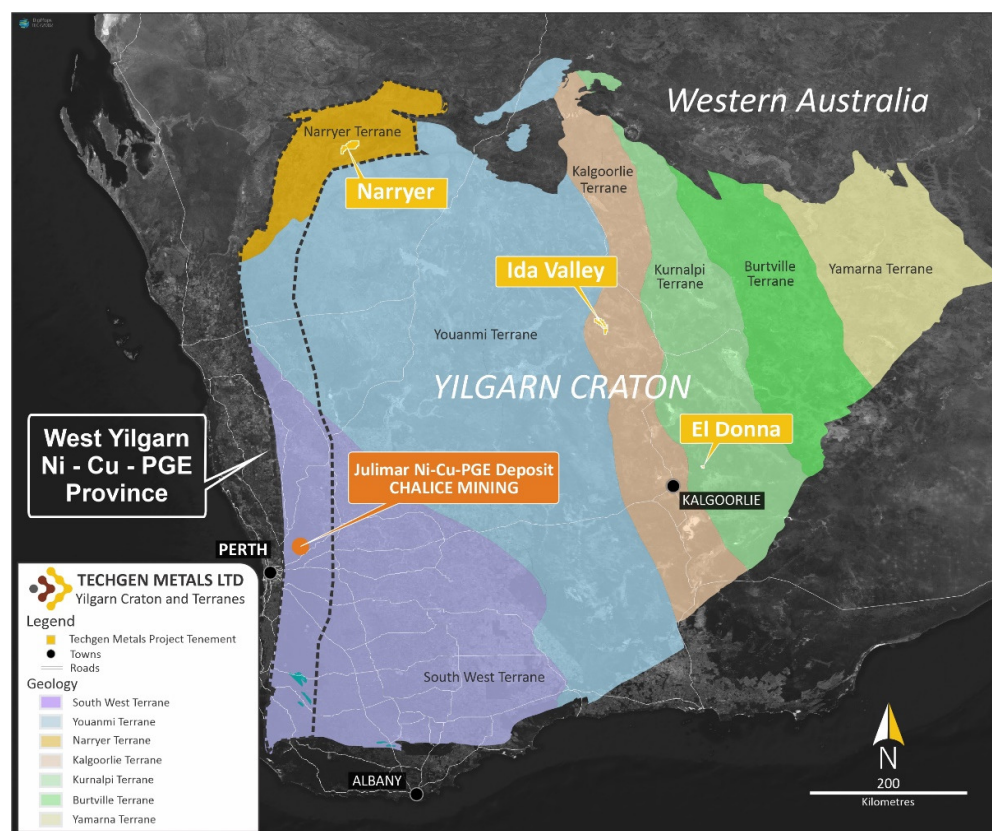 Western Australia
Narryer Terrane
Narryer
Kalgoorlie
Terrane
Ida Valley
Kurnalpi
Terrane
Burtville
Terrane
Yamarna Terrane
Youanmi Terrane
YILGARN CRATON
West Yilgarn
Ni - Cu - PGE
Province
El Donna
Julimar Ni-Cu-PGE Deposit
CHALICE MINING
KALGOORLIE
PERTH
South West Terrane
ALBANY
TECHGEN METALS LTD
Yilgarn Craton and Terranes
Legend
Techgen Metals Project Tenement
Towns
Roads
Geology
South West Terrane
Youanmi Terrane
Narryer Terrane
Kalgoorlie Terrane
Kurnalpi Terrane
Burtville Terrane
Yamarna Terrane
N
200
Kilometres